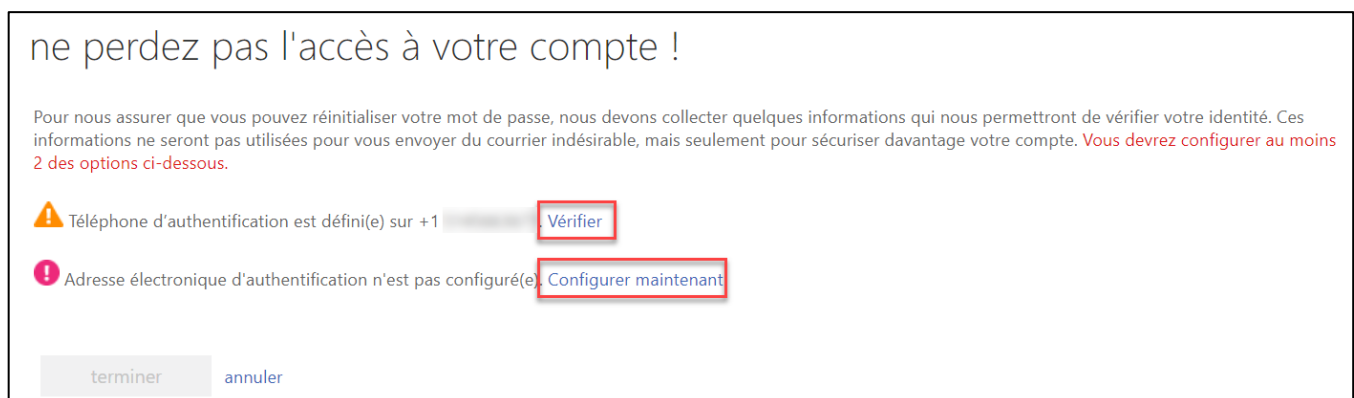 ne perdez pas l'accès à votre compte !
Pour nous assurer que vous pouvez réinitialiser votre mot de passe, nous devons collecter quelques informations qui nous permettront de vérifier votre identité. Ces
informations ne seront pas utilisées pour vous envoyer du courrier indésirable, mais seulement pour sécuriser davantage votre compte. Vous devrez configurer au moins
2 des options ci-dessous.
Téléphone d'authentification est défini(e) sur +1 . Vérifier
Adresse électronique d'authentification n'est pas configuré(e). Configurer maintenant
terminer annuler